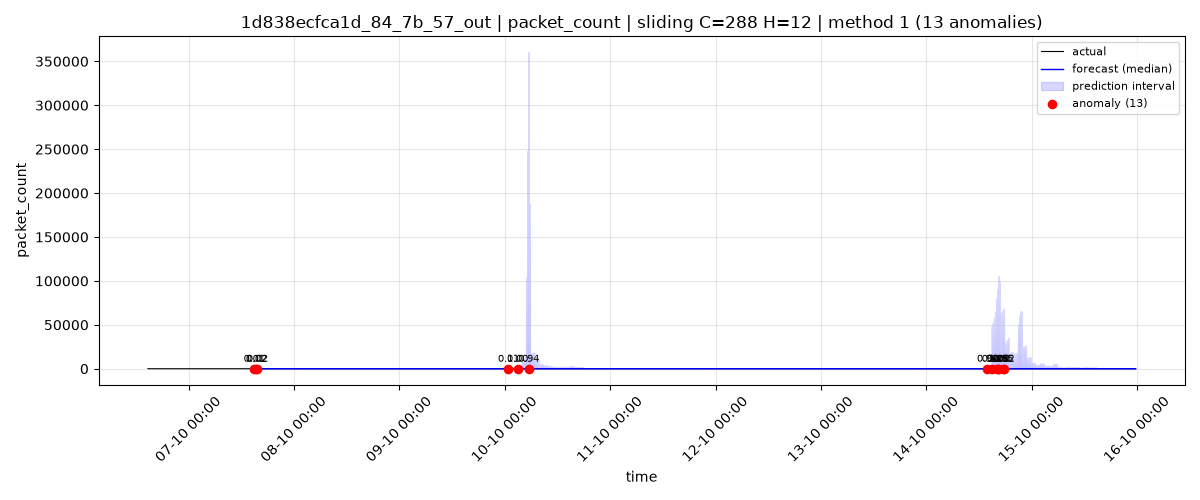 1d838ecfca1d_84_7b_57_out | packet_count | sliding C=288 H=12 | method 1 (13 anomalies)
packet_count
350000
300000
250000
200000
150000
100000
50000
0
actual
forecast (median)
prediction interval
anomaly (13)
07-10 00:00
08-10 00:00
09-10 00:00
10-10 00:00
11-10 00:00
12-10 00:00
13-10 00:00
14-10 00:00
15-10 00:00
16-10 00:00
time